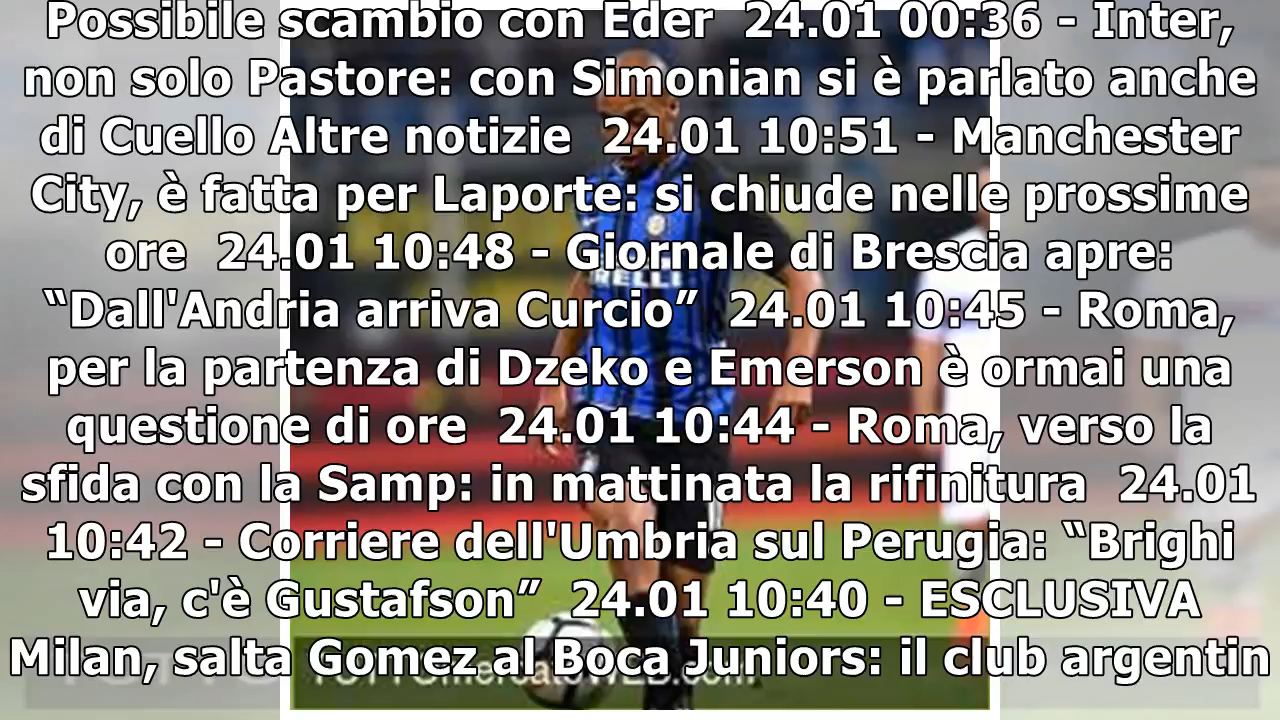 Possibile scambio con Eder 24.01 00:36 - Inter,
non solo Pastore: con Simonian si è parlato anche
di Cuello Altre notizie 24.01 10:51 - Manchester
City, è fatta per Laporte: si chiude nelle prossime
ore 24.01 10:48 - Giornale di Brescia apre:
“Dall'Andria arriva Curcio” 24.01 10:45 - Roma,
per la partenza di Dzeko e Emerson è ormai una
questione di ore 24.01 10:44 - Roma, verso la
sfida con la Samp: in mattinata la rifinitura 24.01
10:42 - Corriere dell'Umbria sul Perugia: “Brighi
via, c'è Gustafson” 24.01 10:40 - ESCLUSIVA
Milan, salta Gomez al Boca Juniors: il club argentin